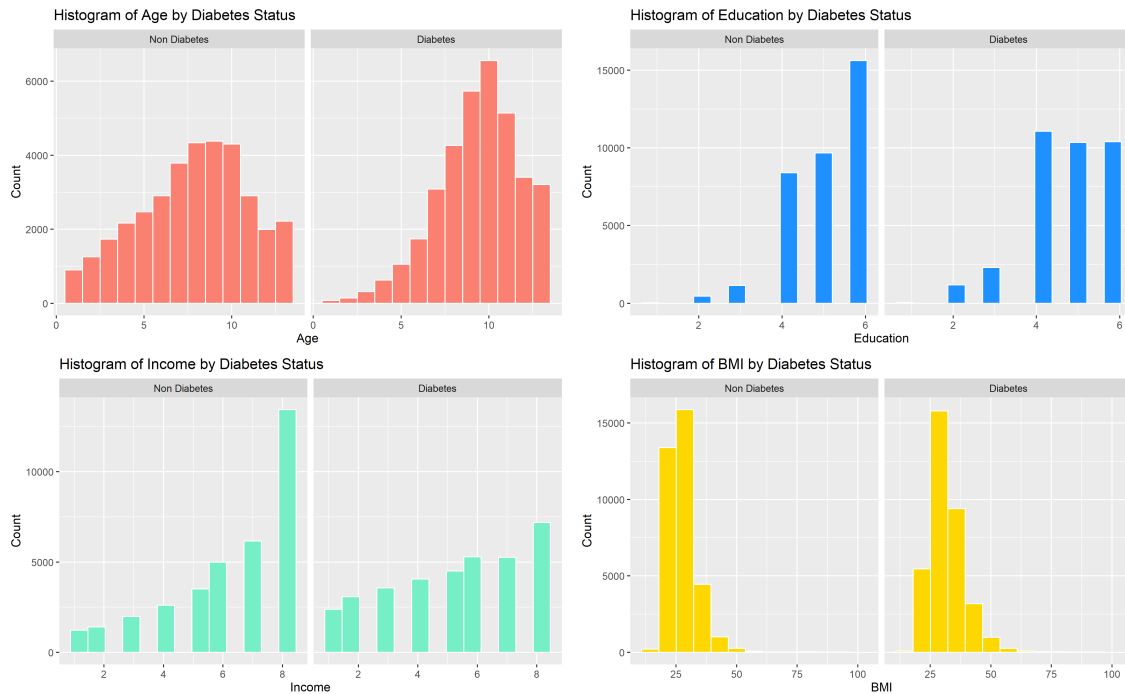 Histogram of Age by Diabetes Status
Non Diabetes Diabetes
6000
4000
2000
0
Count
0 5 10 0 5 10
Age
Histogram of Education by Diabetes Status
Non Diabetes Diabetes
15000
10000
5000
0
Count
2 4 6 2 4 6
Education
Histogram of Income by Diabetes Status
Non Diabetes Diabetes
10000
5000
0
Count
2 4 6 8 2 4 6 8
Income
Histogram of BMI by Diabetes Status
Non Diabetes Diabetes
15000
10000
5000
0
Count
25 50 75 100 25 50 75 100
BMI